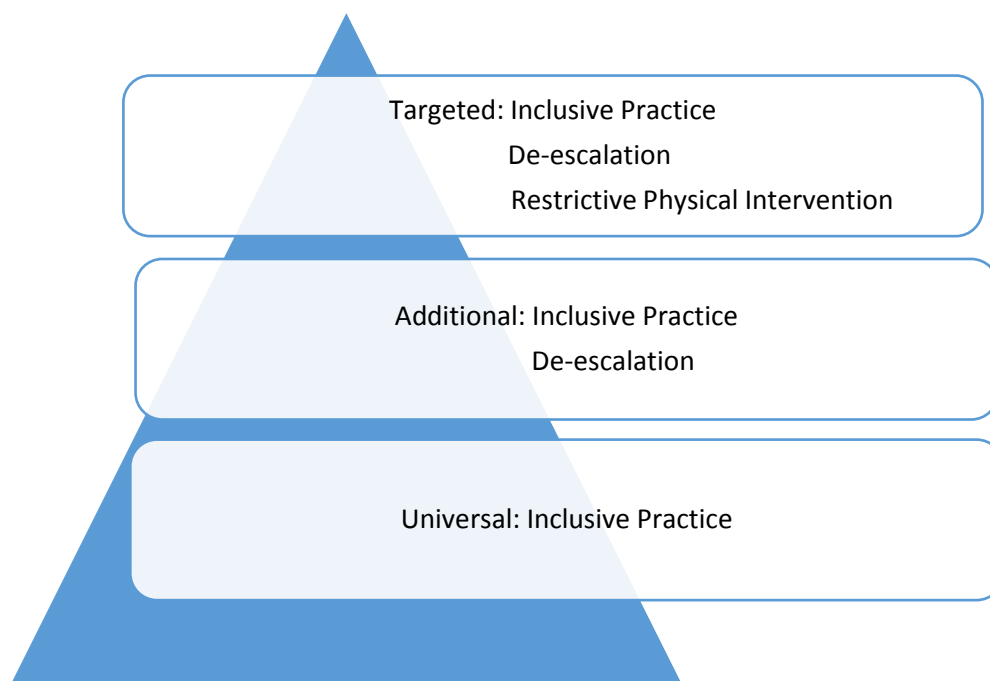 Targeted: Inclusive Practice
De-escalation
Restrictive Physical Intervention
Additional: Inclusive Practice
De-escalation
Universal: Inclusive Practice